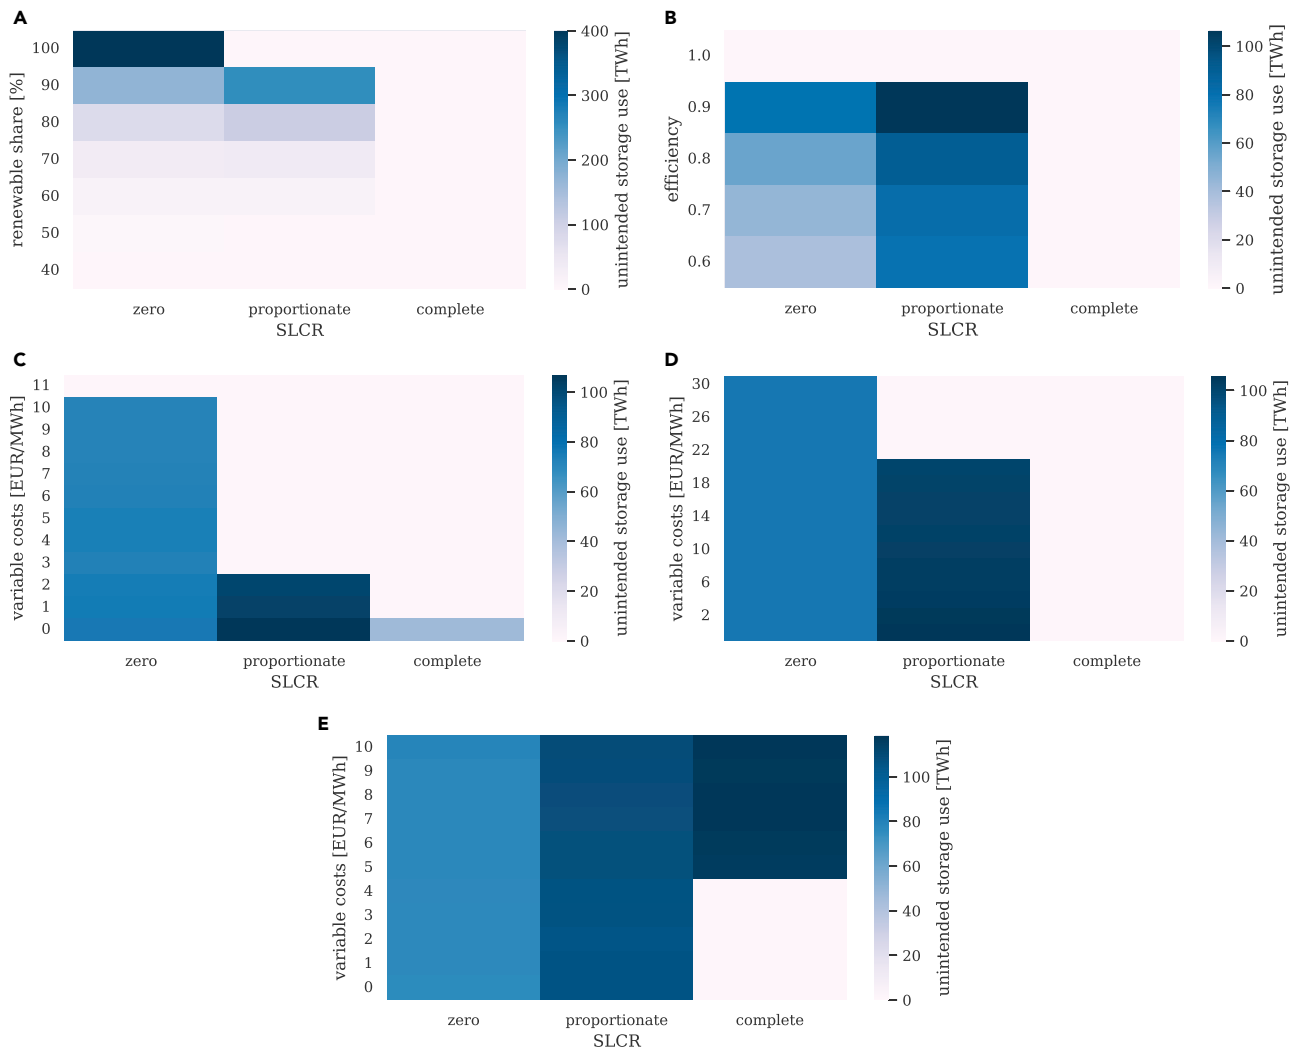 A
renewable share [%]
100
90
80
70
60
50
40
zero proportionate complete
SLCR
400
300
200
100
0
unintended storage use [TWh]
B
efficiency
1.0
0.9
0.8
0.7
0.6
zero proportionate complete
SLCR
100
80
60
40
20
0
unintended storage use [TWh]
C
variable costs [EUR/MWh]
11
10
9
8
7
6
5
4
3
2
1
0
zero proportionate complete
SLCR
100
80
60
40
20
0
unintended storage use [TWh]
D
variable costs [EUR/MWh]
30
26
22
18
14
10
6
2
zero proportionate complete
SLCR
100
80
60
40
20
0
unintended storage use [TWh]
E
variable costs [EUR/MWh]
10
9
8
7
6
5
4
3
2
1
0
zero proportionate complete
SLCR
100
80
60
40
20
0
unintended storage use [TWh]